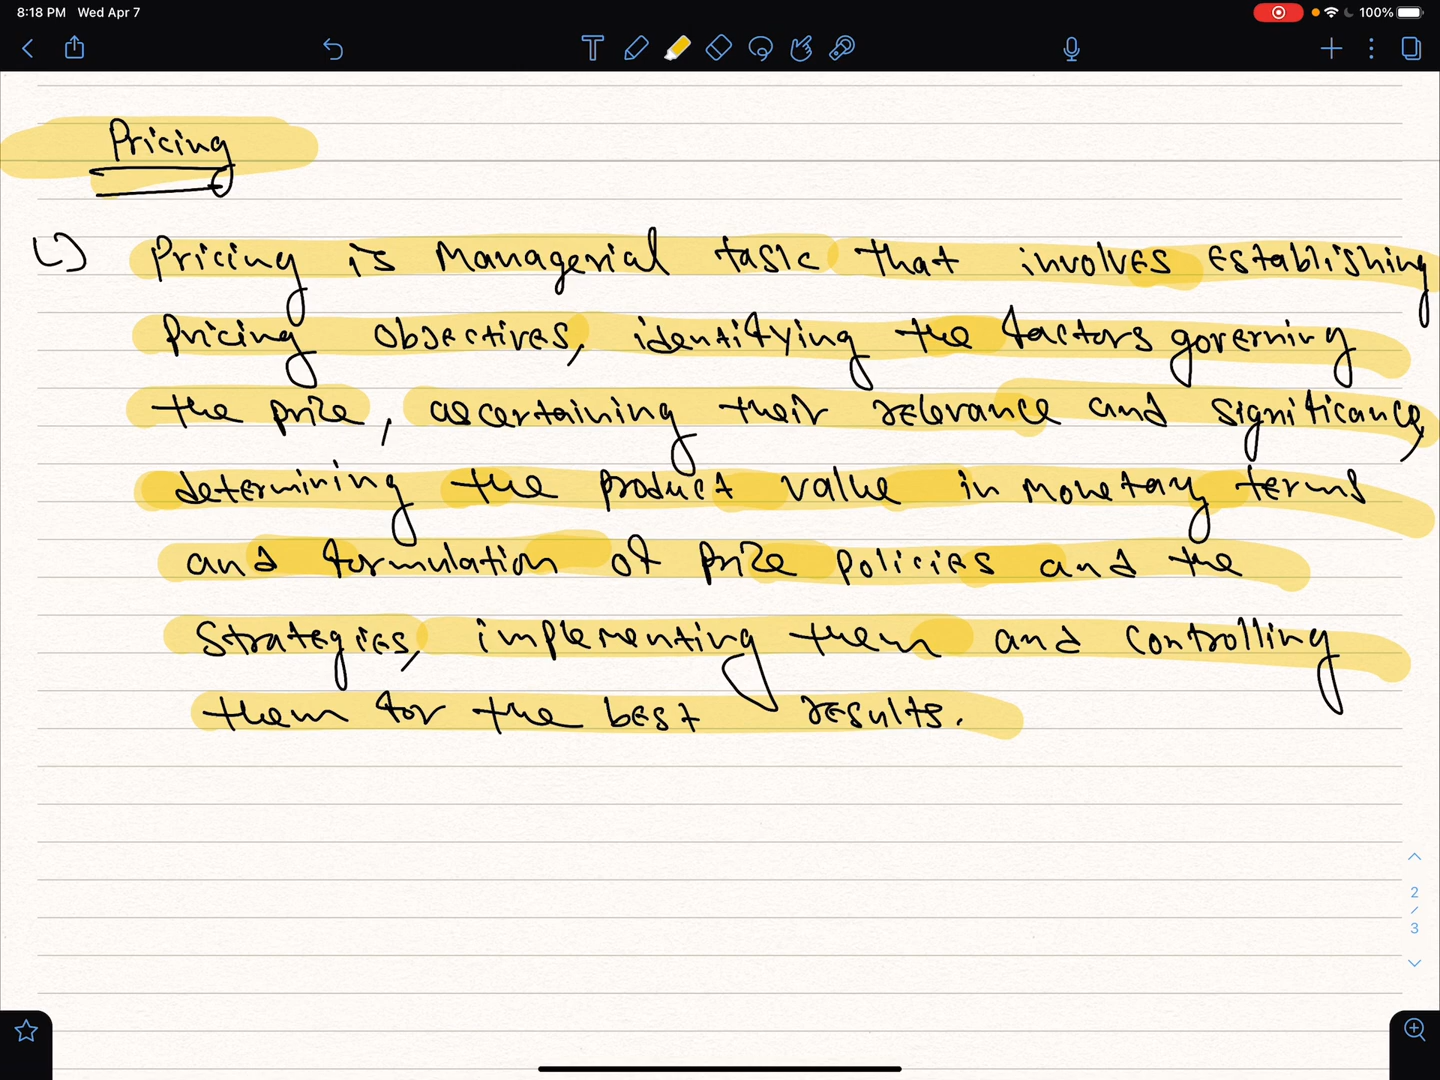 8:18 PM Wed Apr 7
100%
Pricing
Pricing is Managerial task that involves Establishing
Pricing objectives, identifying the factors governing
the price, ascertaining their relevance and significance,
determining the product value in monetary terms
and formulation of price policies and the
Strategies, implementing them and controlling
them for the best results.
2
/
3